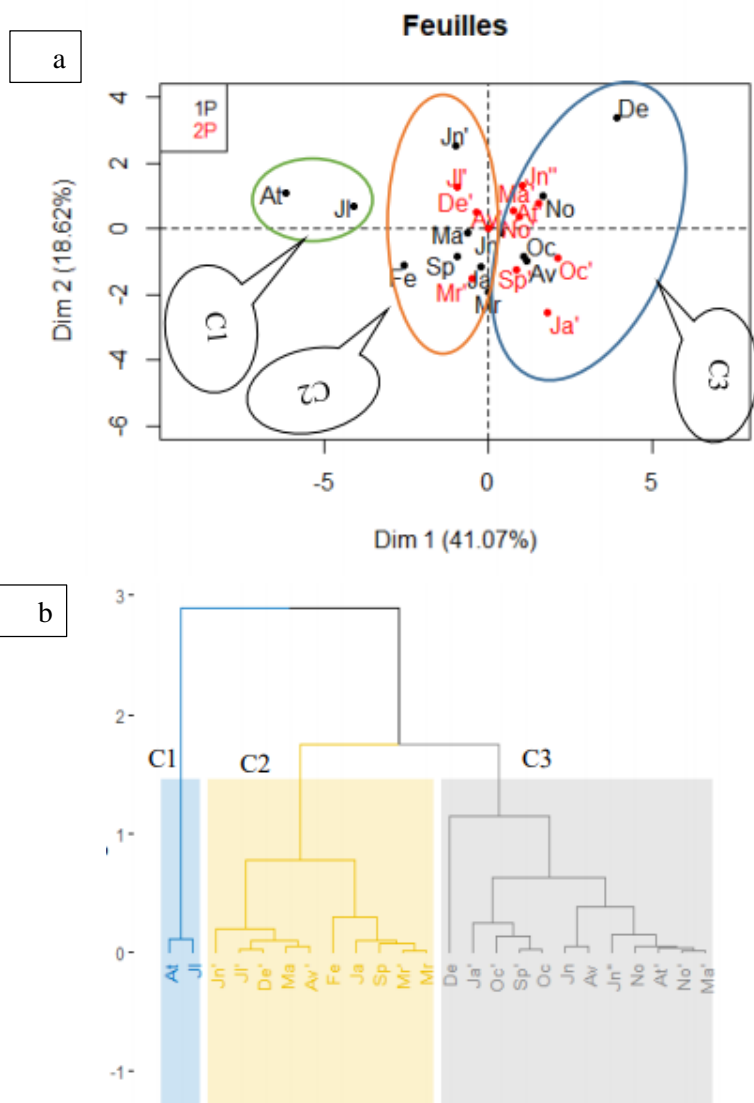 Feuilles
a
1P
2P
De
Jn'
At
Jl
Jl'
De'
Jn''
Ma'
No
Av'
At'
No'
Ma
Jn
Oc
Fe
Sp
Ja
Sp'
Av
Oc'
Mr'
Mr
Ja'
C1
C2
C3
4
2
0
-2
-4
-6
Dim 2 (18.62%)
-5 0 5
Dim 1 (41.07%)
b
3-
2-
1-
0-
-1-
C1 C2 C3
At Jl Jn' Jl' De' Ma Av' Fe Ja Sp Mr' Mr De Ja' Oc' Sp' Oc Jn Av Jn'' No At' No' Ma'